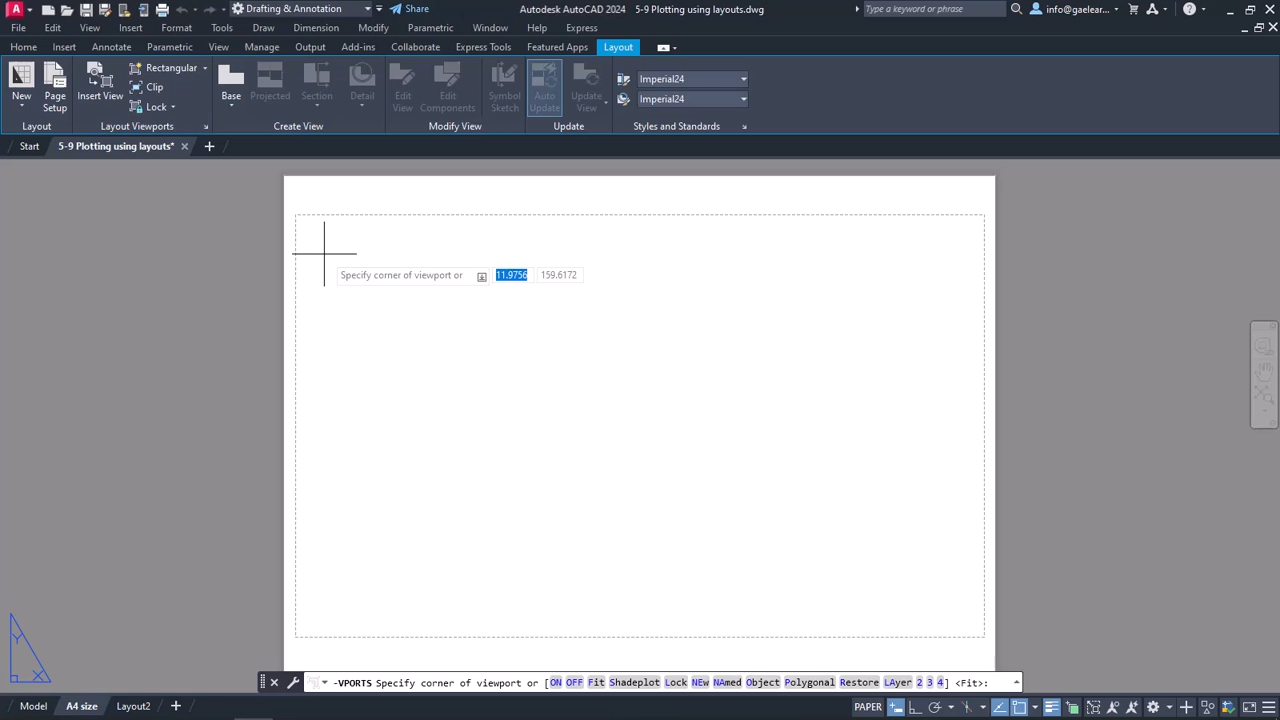 A Drafting & Annotation Share Autodesk AutoCAD 2024 5-9 Plotting using layouts.dwg Type a keyword or phrase info@gaelear...
File Edit View Insert Format Tools Draw Dimension Modify Parametric Window Help Express
Home Insert Annotate Parametric View Manage Output Add-ins Collaborate Express Tools Featured Apps Layout
New Page Setup Insert View Rectangular Clip Lock Base Projected Section Detail Edit View Edit Components Symbol Sketch Auto Update Update View Imperial24 Imperial24
Layout Layout Viewports Create View Modify View Update Styles and Standards
Start 5-9 Plotting using layouts*
Specify corner of viewport or 11.9756 159.6172
Y
X
-VPORTS Specify corner of viewport or [ON OFF Fit Shadeplot Lock NEw NAmed Object Polygonal Restore LAyer 2 3 4] <Fit>:
Model A4 size Layout2 PAPER